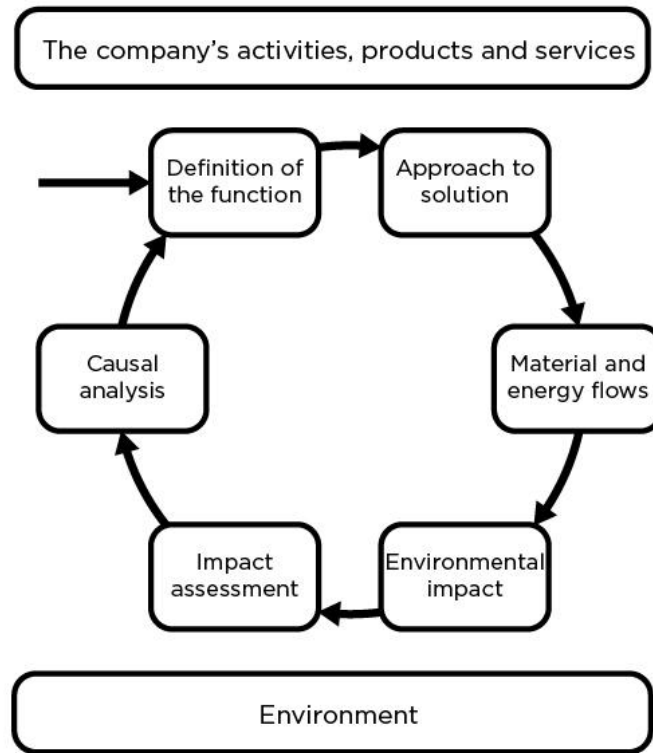 The company's activities, products and services
Definition of
the function
Approach to
solution
Causal
analysis
Material and
energy flows
Impact
assessment
Environmental
impact
Environment